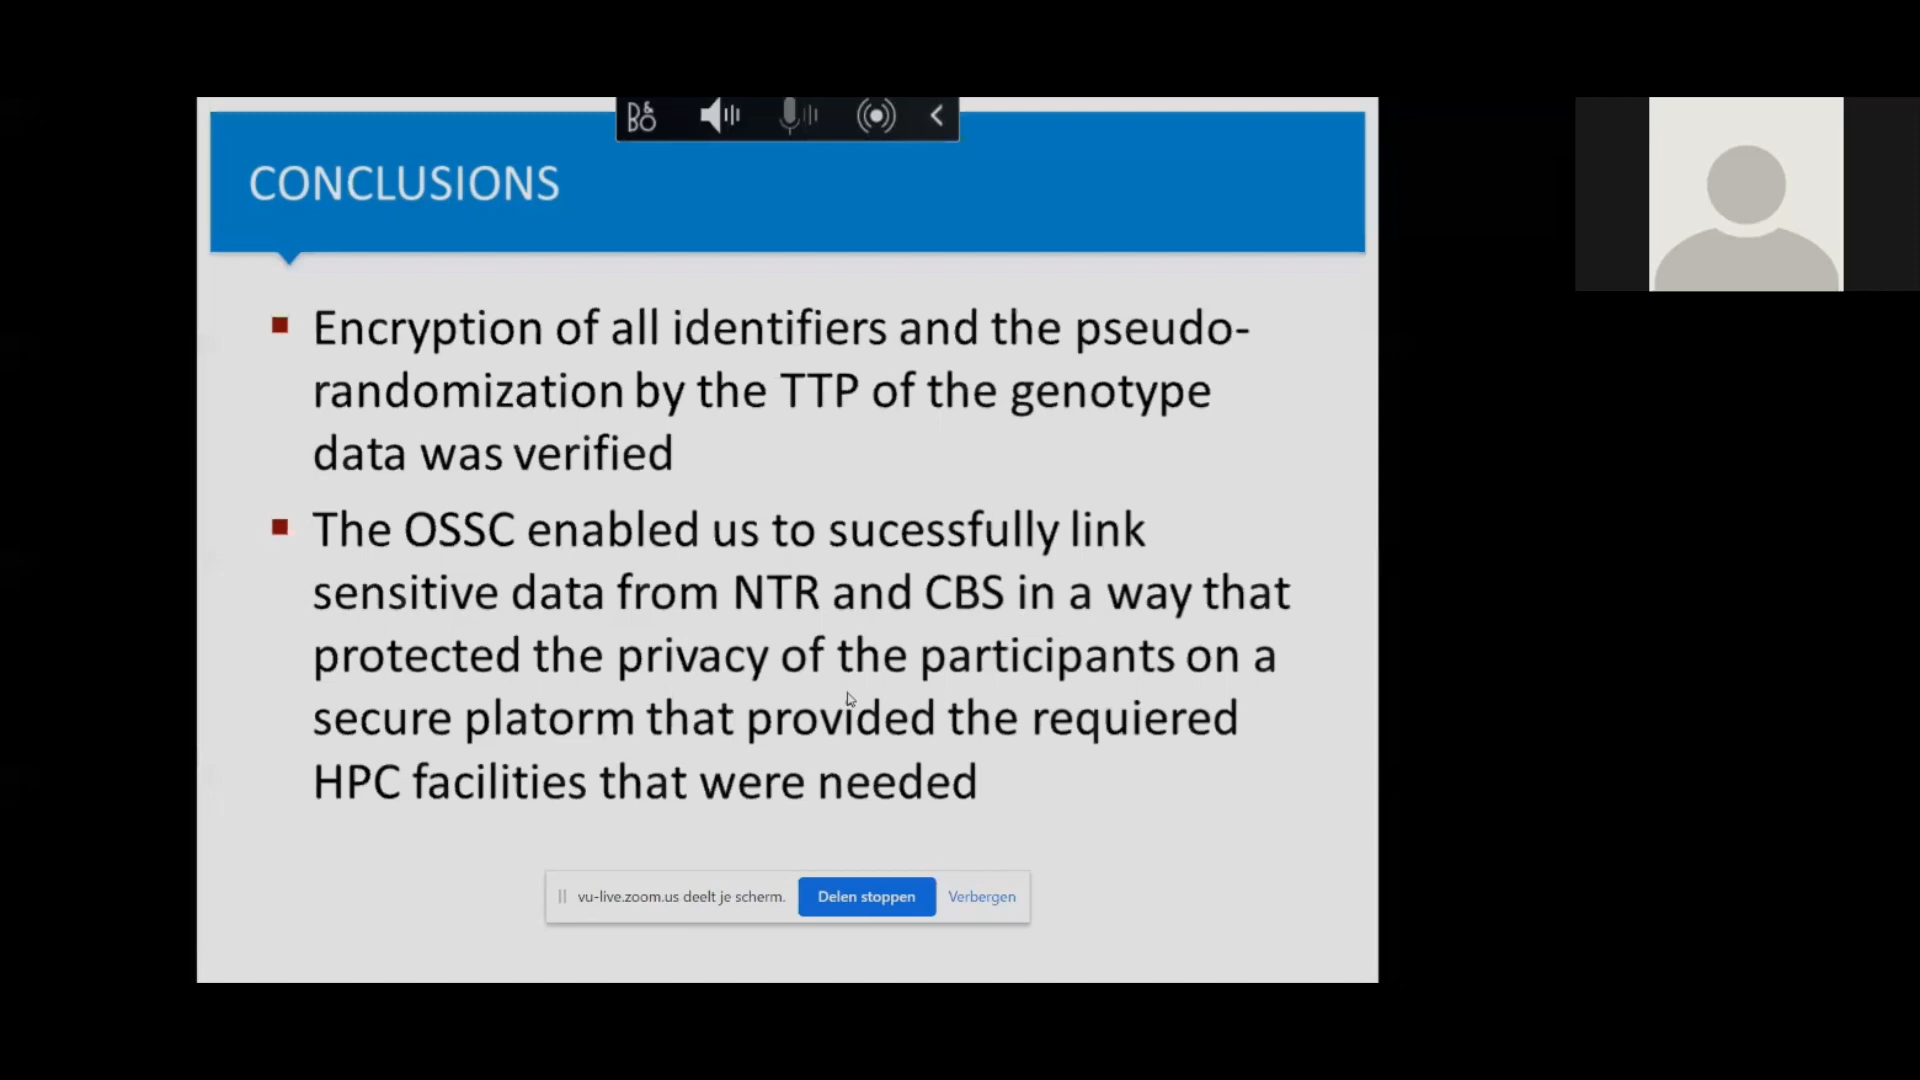 B&O
CONCLUSIONS
Encryption of all identifiers and the pseudo-
randomization by the TTP of the genotype
data was verified
The OSSC enabled us to sucessfully link
sensitive data from NTR and CBS in a way that
protected the privacy of the participants on a
secure platorm that provided the requiered
HPC facilities that were needed
vu-live.zoom.us deelt je scherm. Delen stoppen Verbergen